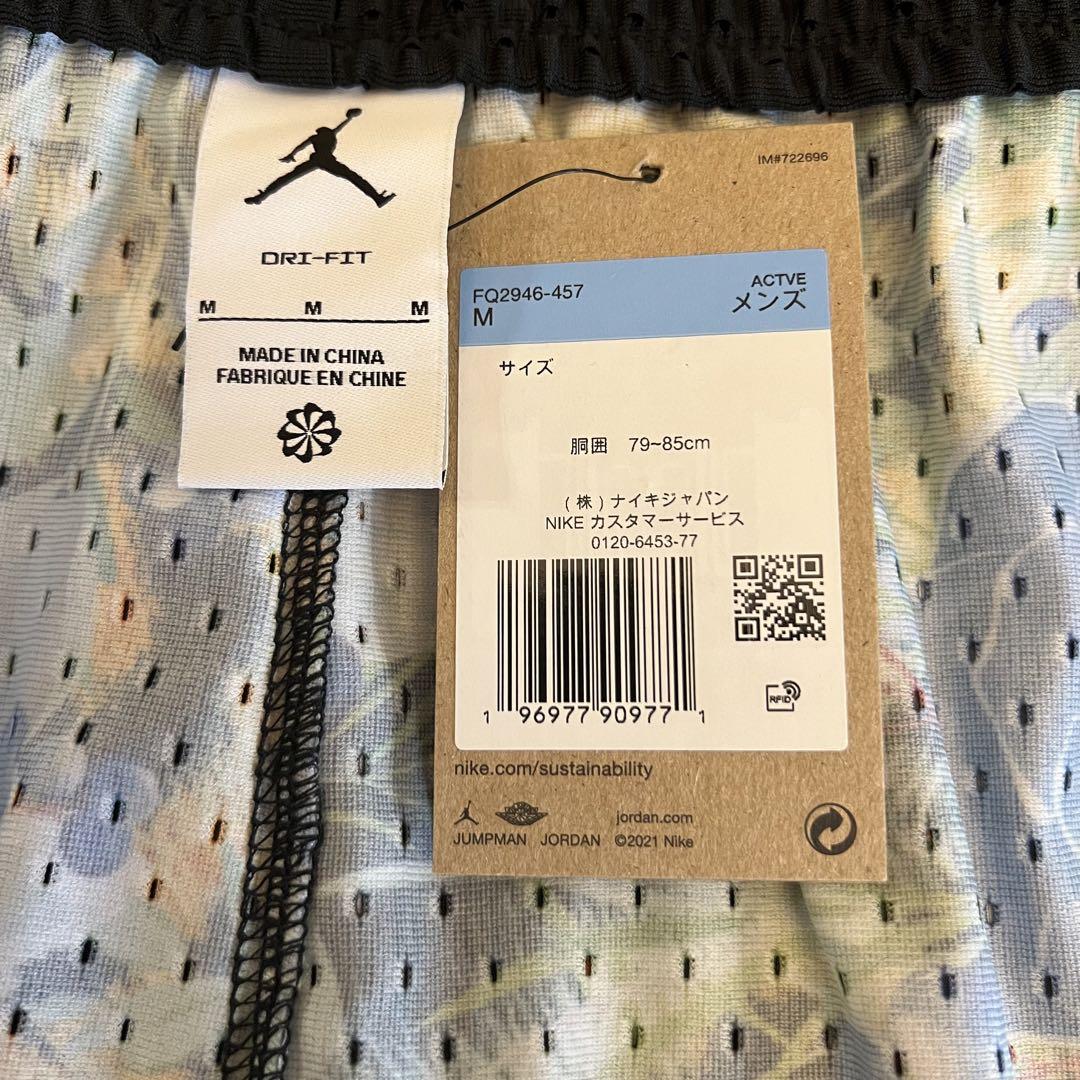 DRI-FIT
M M M
MADE IN CHINA
FABRIQUE EN CHINE
IM#722696
FQ2946-457
M
ACTVE
メンズ
サイズ
胴囲 79~85cm
(株)ナイキジャパン
NIKE カスタマーサービス
0120-6453-77
1 96977 90977 1
RFID
nike.com/sustainability
jordan.com
JUMPMAN JORDAN ©2021 Nike